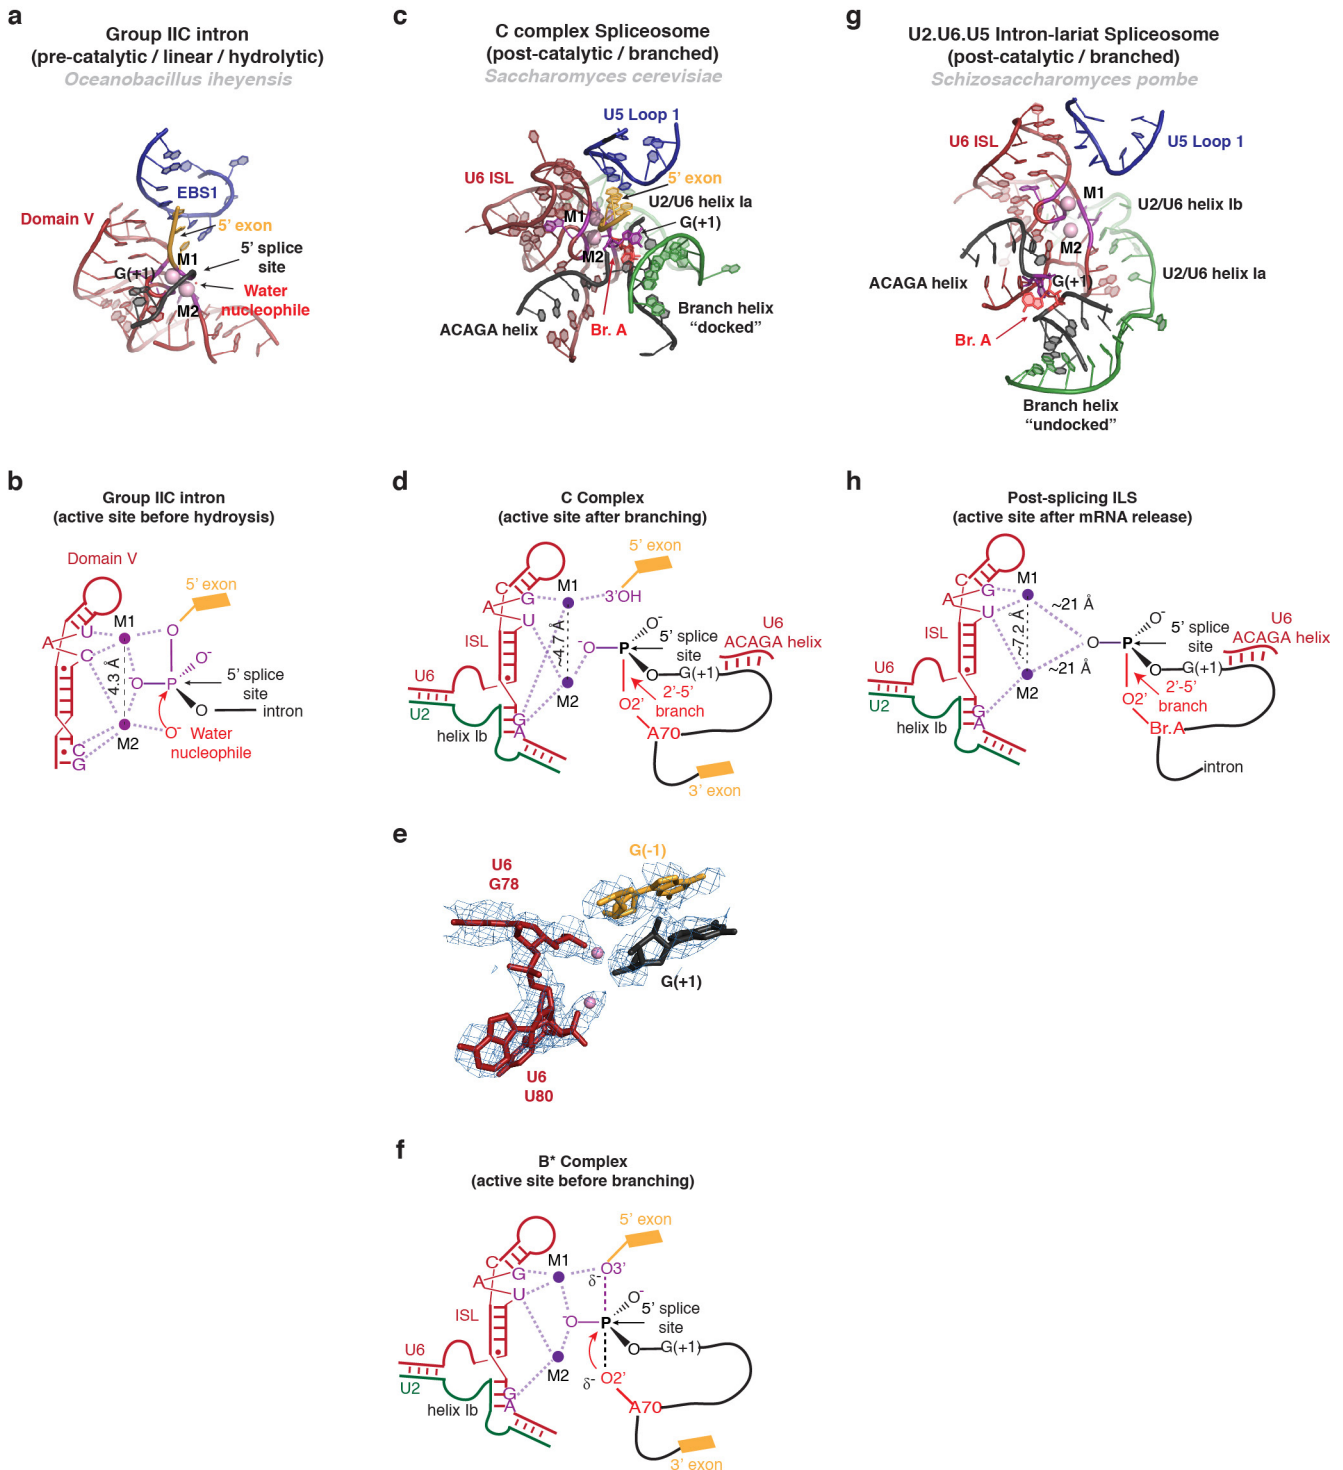 a
Group IIC intron
(pre-catalytic / linear / hydrolytic)
Oceanobacillus iheyensis
EBS1
Domain V
5' exon
5' splice
site
M1
G(+1)
Water
nucleophile
M2
c
C complex Spliceosome
(post-catalytic / branched)
Saccharomyces cerevisiae
U5 Loop 1
U6 ISL
5' exon
U2/U6 helix Ia
M1
G(+1)
M2
ACAGA helix
Br. A
Branch helix
“docked”
g
U2.U6.U5 Intron-lariat Spliceosome
(post-catalytic / branched)
Schizosaccharomyces pombe
U6 ISL
U5 Loop 1
M1
U2/U6 helix Ib
M2
U2/U6 helix Ia
ACAGA helix
G(+1)
Br. A
Branch helix
“undocked”
b
Group IIC intron
(active site before hydroysis)
Domain V
5' exon
M1
U
O
C
O-
4.3 Å
-O
P
5' splice
site
O
intron
M2
O-
Water
nucleophile
C
G
d
C Complex
(active site after branching)
5' exon
C
M1
A
G
3'OH
U
ISL
~4.7 Å
O-
U6
ACAGA helix
-O
P
5' splice
site
O
G(+1)
U6
U2
M2
O2'
2'-5'
branch
helix Ib
G
A
A70
3' exon
h
Post-splicing ILS
(active site after mRNA release)
C
M1
A
G
~21 Å
U
ISL
~7.2 Å
O-
U6
ACAGA helix
O
P
5' splice
site
O
G(+1)
~21 Å
U6
U2
M2
O2'
2'-5'
branch
helix Ib
G
A
Br.A
intron
e
G(-1)
U6
G78
G(+1)
U6
U80
f
B* Complex
(active site before branching)
5' exon
C
M1
A
G
O3'
δ-
U
ISL
O-
-O
P
5' splice
site
O
G(+1)
U6
U2
M2
δ-
O2'
helix Ib
G
A
A70
3' exon